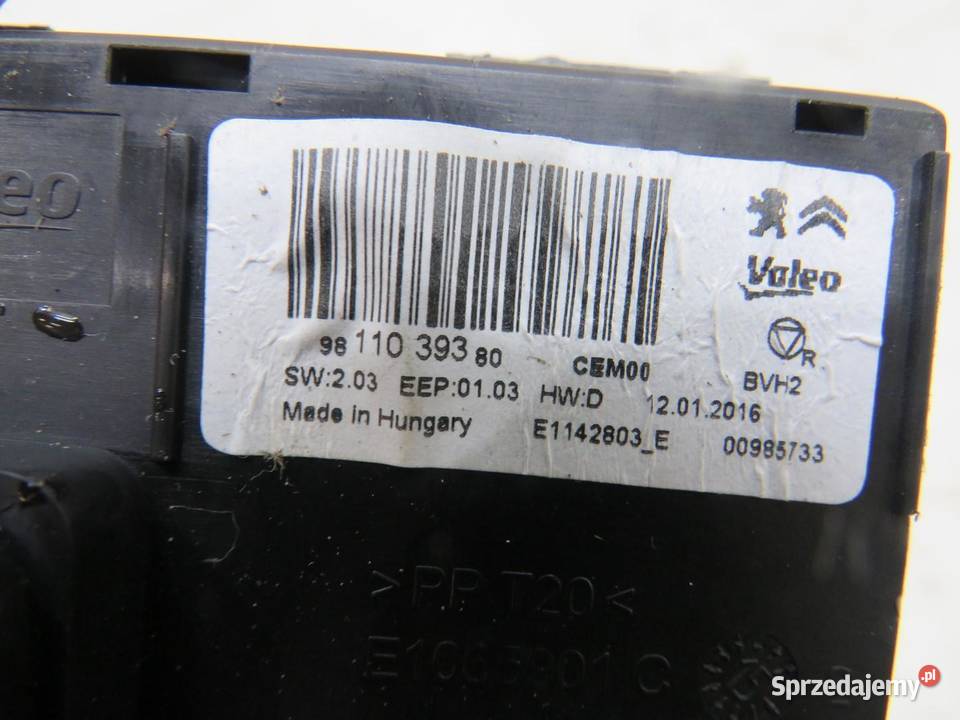 Valeo
98 110 393 80 CEM00
SW:2.03 EEP:01.03 HW:D 12.01.2016
Made in Hungary E1142803_E 00985733
R
BVH2
>PP T20<
Sprzedajemy.pl